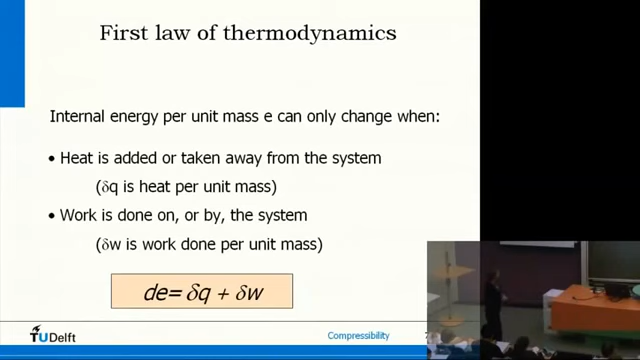 First law of thermodynamics
Internal energy per unit mass e can only change when:
• Heat is added or taken away from the system
(δq is heat per unit mass)
• Work is done on, or by, the system
(δw is work done per unit mass)
de= δq + δw
TUDelft
Compressibility